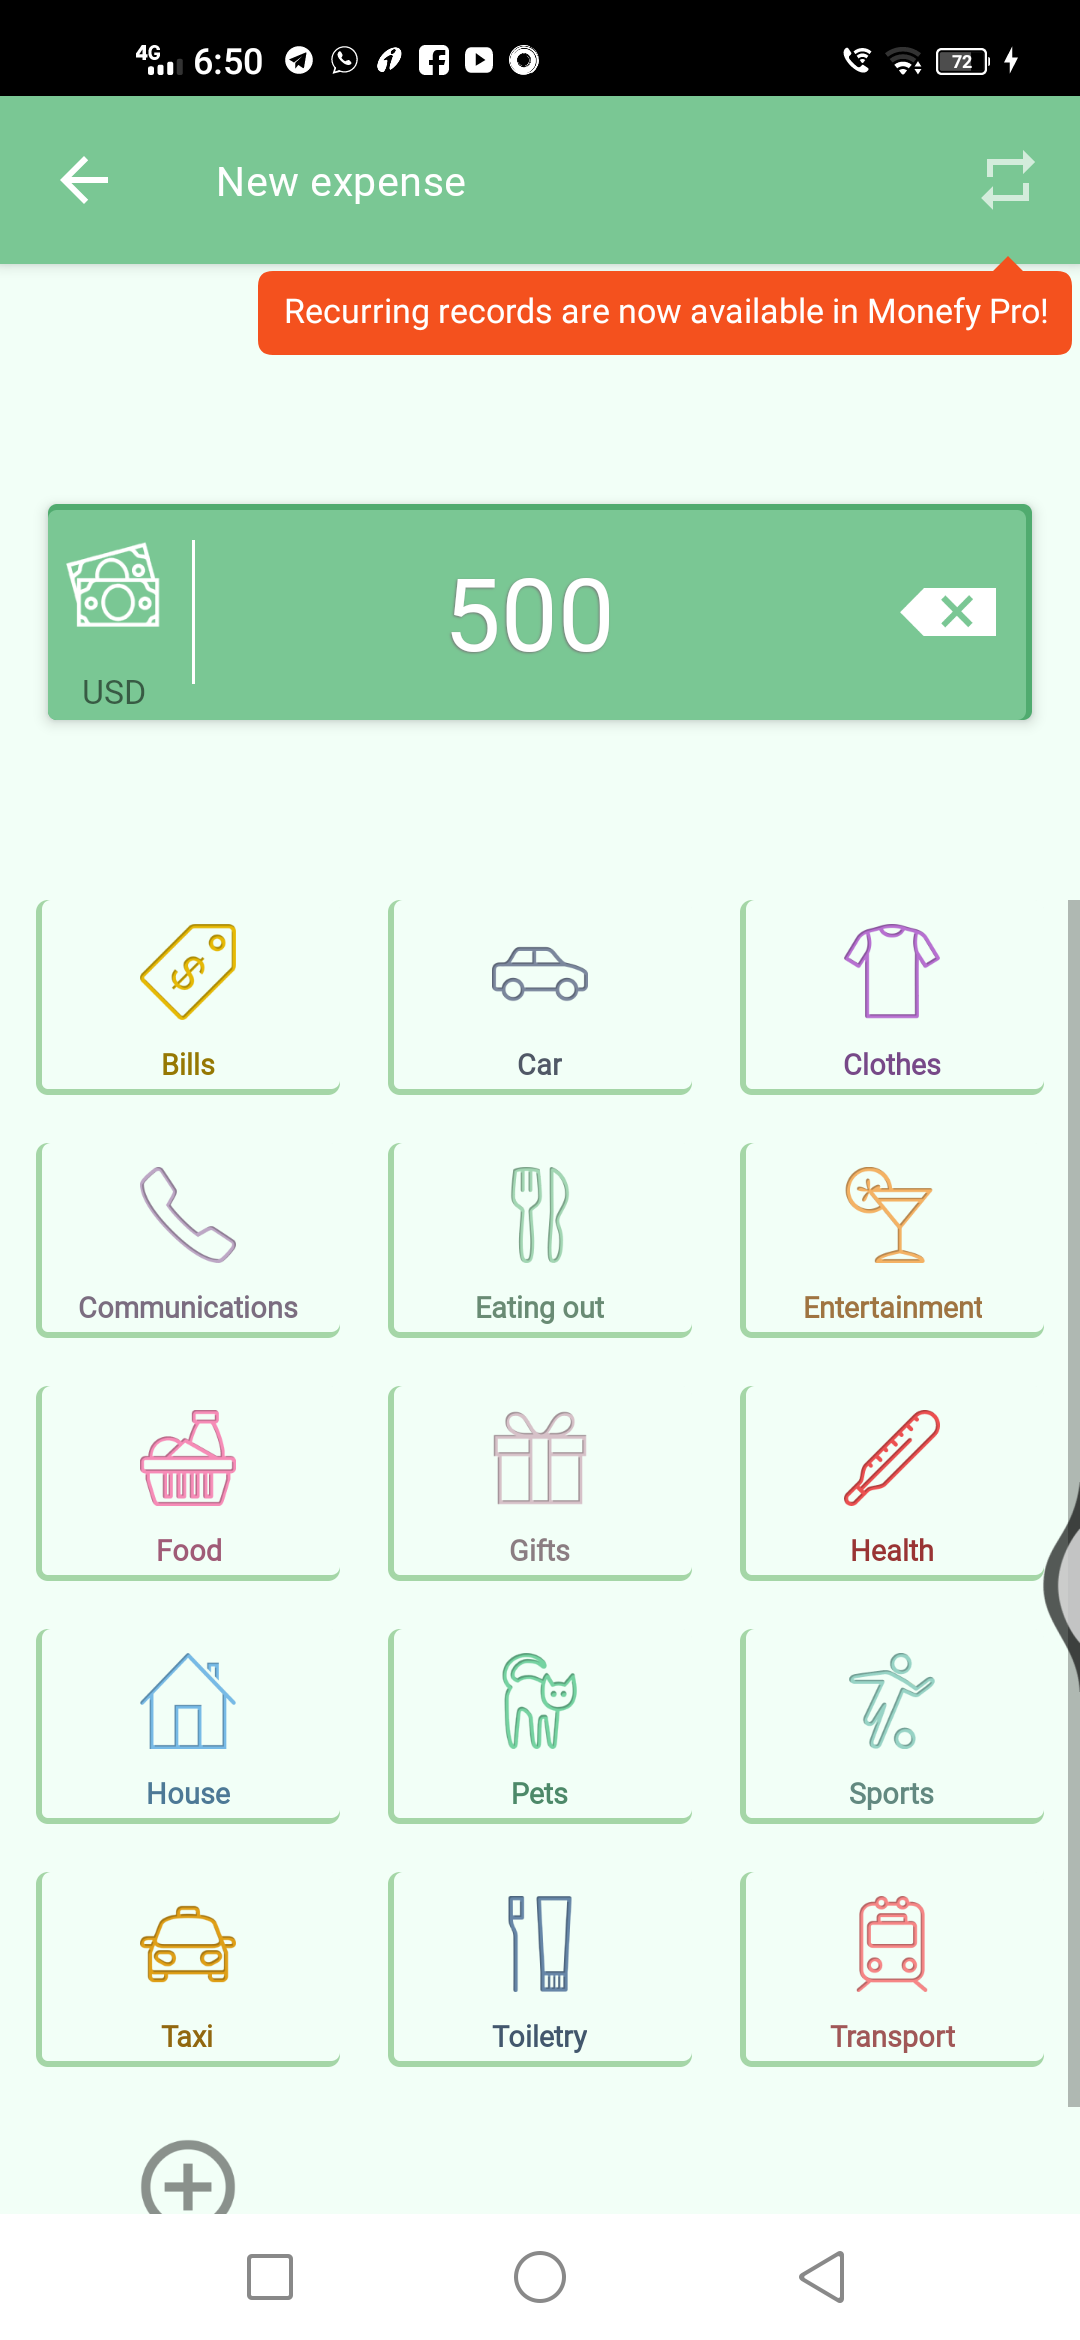 4G 6:50 72
New expense
Recurring records are now available in Monefy Pro!
500
USD
Bills Car Clothes
Communications Eating out Entertainment
Food Gifts Health
House Pets Sports
Taxi Toiletry Transport